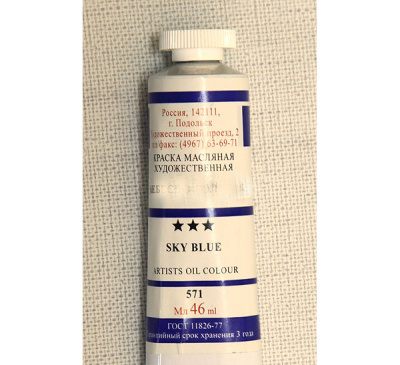 Россия, 142111,
г. Подольск
Художественный проезд, 2
ел-факс: (4967) 63-69-71
КРАСКА МАСЛЯНАЯ
ХУДОЖЕСТВЕННАЯ
★★★
SKY BLUE
ARTISTS OIL COLOUR
571
Мл 46 ml
ГОСТ 11826-77
срок хранения 3 года